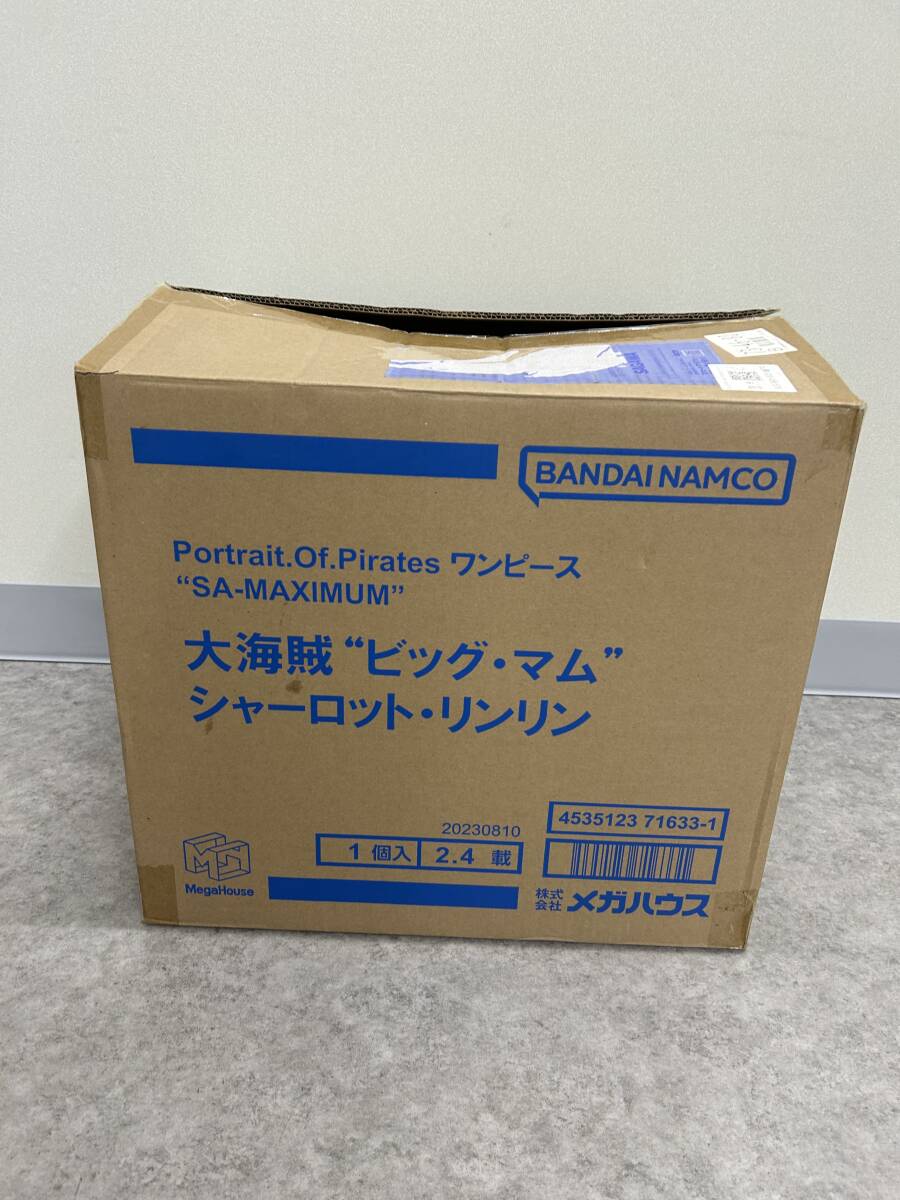 BANDAI NAMCO
Portrait.Of.Pirates ワンピース
“SA-MAXIMUM”
大海賊“ビッグ・マム”
シャーロット・リンリン
20230810
1 個入 2.4 載
4535123 71633-1
MegaHouse
株式会社 メガハウス